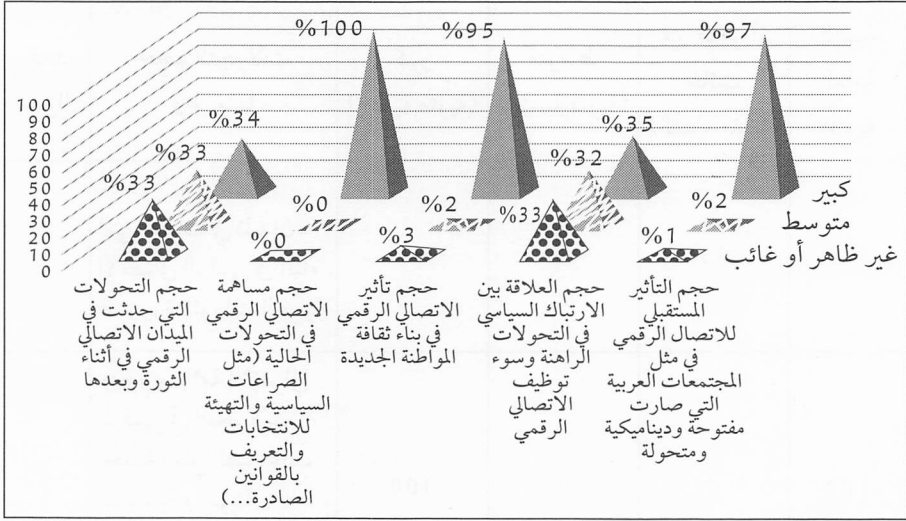 %100
%95
%97
%34
%35
%33
%32
%33
%33
%0
%2
%2
%0
%3
%1
100
90
80
70
60
50
40
30
20
10
0
كبير
متوسط
غير ظاهر أو غائب
حجم التحولات
التي حدثت في
الميدان الاتصالي
الرقمي في أثناء
الثورة وبعدها
حجم مساهمة
الاتصالي الرقمي
في التحولات
الحالية (مثل
الصراعات
السياسية والتهيئة
للانتخابات
والتعريف
بالقوانين
الصادرة...)
حجم تأثير
الاتصالي الرقمي
في بناء ثقافة
المواطنة الجديدة
حجم العلاقة بين
الارتباك السياسي
في التحولات
الراهنة وسوء
توظيف
الاتصالي
الرقمي
حجم التأثير
المستقبلي
للاتصال الرقمي
في مثل
المجتمعات العربية
التي صارت
مفتوحة وديناميكية
ومتحولة